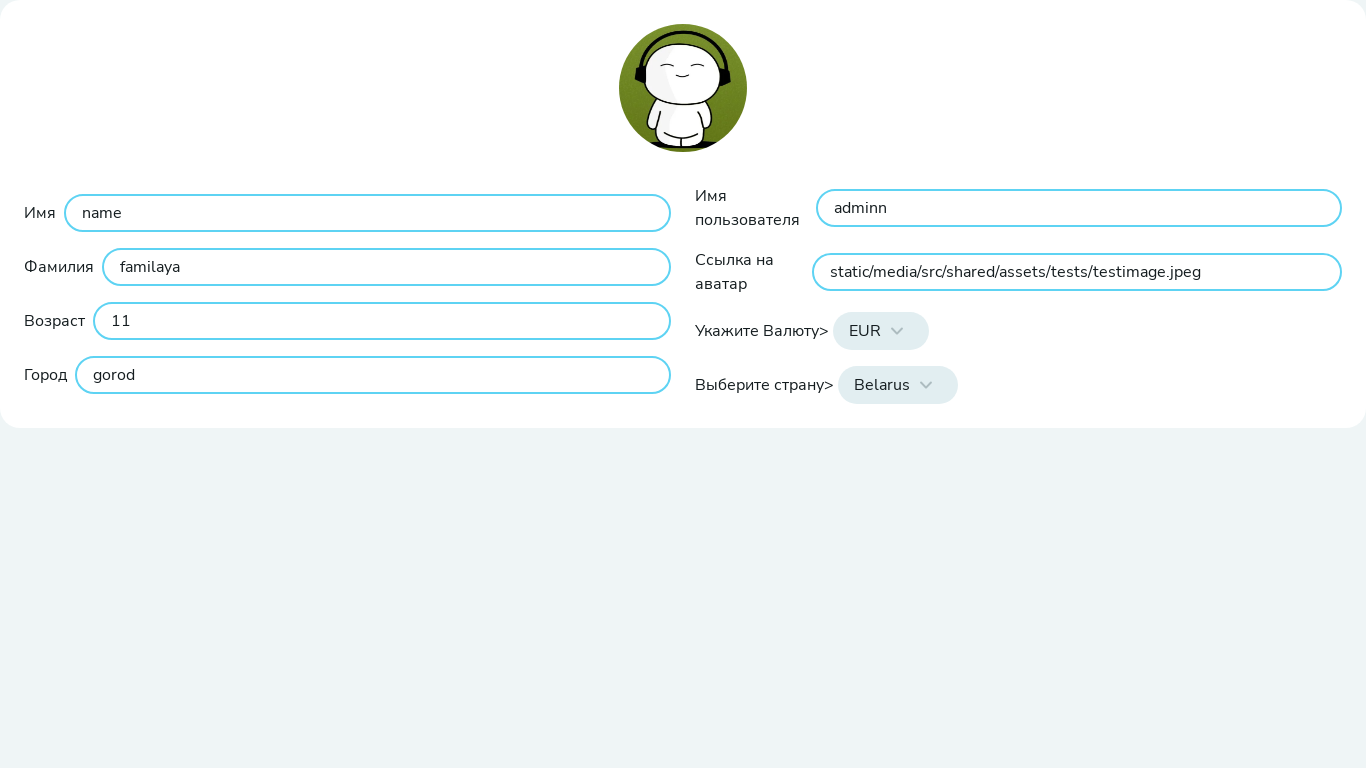 Имя
name
Фамилия
familaya
Возраст
11
Город
gorod
Имя
пользователя
adminn
Ссылка на
аватар
static/media/src/shared/assets/tests/testimage.jpeg
Укажите Валюту>
EUR
Выберите страну>
Belarus